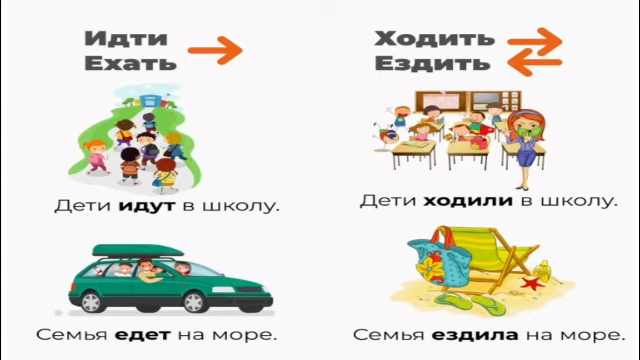 Идти
Ехать
Дети идут в школу.
Семья едет на море.
Ходить
Ездить
Дети ходили в школу.
Семья ездила на море.